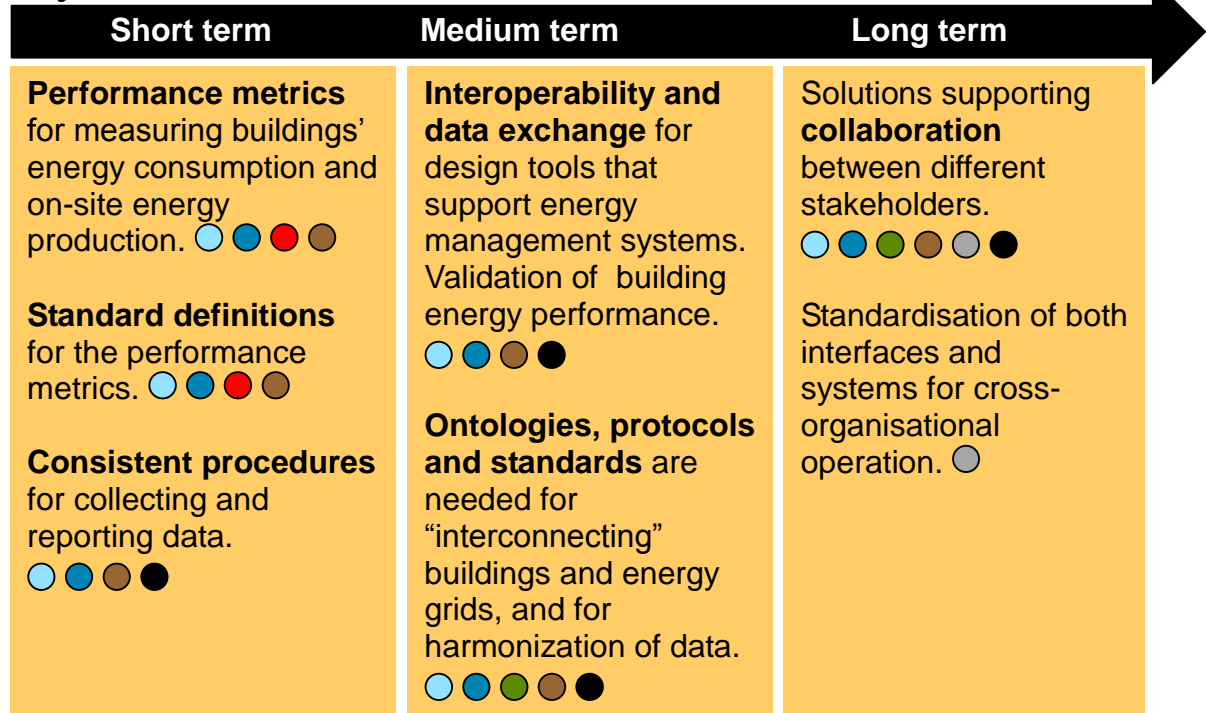 Short term
Medium term
Long term
Performance metrics
for measuring buildings’
energy consumption and
on-site energy
production.
Standard definitions
for the performance
metrics.
Consistent procedures
for collecting and
reporting data.
Interoperability and
data exchange for
design tools that
support energy
management systems.
Validation of  building
energy performance.
Ontologies, protocols
and standards are
needed for
“interconnecting”
buildings and energy
grids, and for
harmonization of data.
Solutions supporting
collaboration
between different
stakeholders.
Standardisation of both
interfaces and
systems for cross-
organisational
operation.